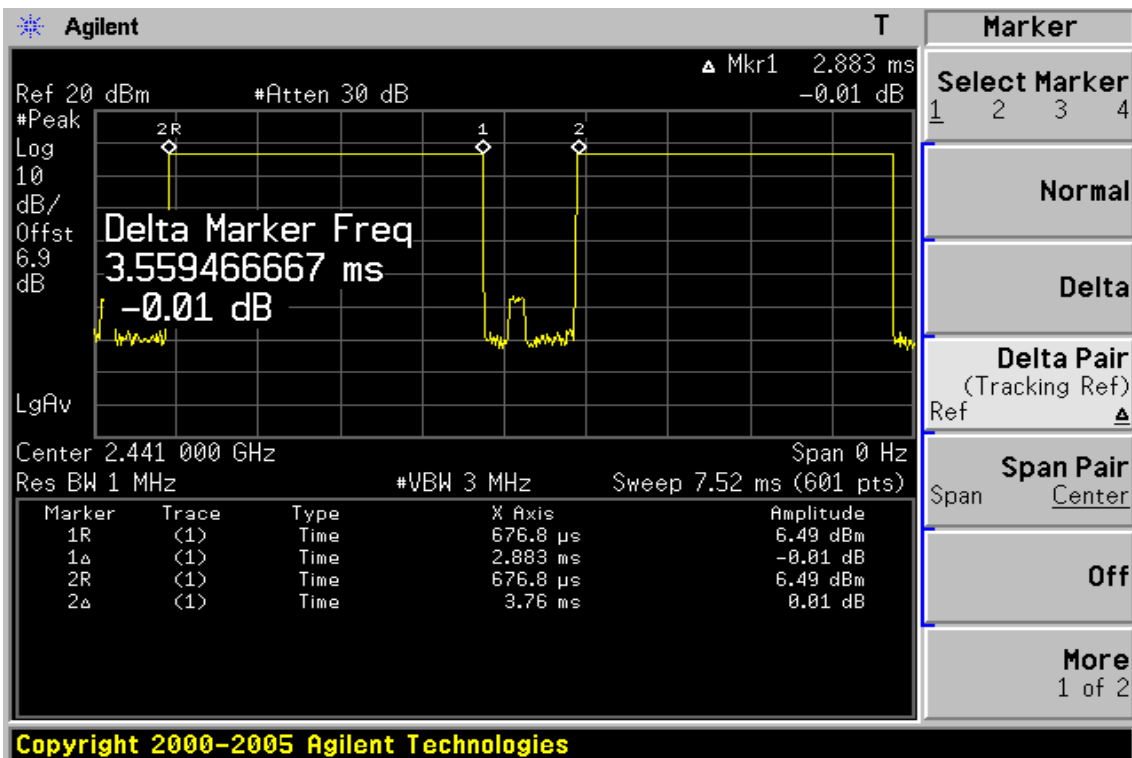 Agilent T
Δ Mkr1 2.883 ms
Ref 20 dBm #Atten 30 dB -0.01 dB
#Peak
Log
10
dB/
Offst
6.9
dB
2R 1 2
Delta Marker Freq
3.559466667 ms
-0.01 dB
LgAv
Center 2.441 000 GHz Span 0 Hz
Res BW 1 MHz #VBW 3 MHz Sweep 7.52 ms (601 pts)
Marker Trace Type X Axis Amplitude
1R (1) Time 676.8 µs 6.49 dBm
1Δ (1) Time 2.883 ms -0.01 dB
2R (1) Time 676.8 µs 6.49 dBm
2Δ (1) Time 3.76 ms 0.01 dB
Marker
Select Marker
1 2 3 4
Normal
Delta
Delta Pair
(Tracking Ref)
Ref Δ
Span Pair
Span Center
Off
More
1 of 2
Copyright 2000-2005 Agilent Technologies